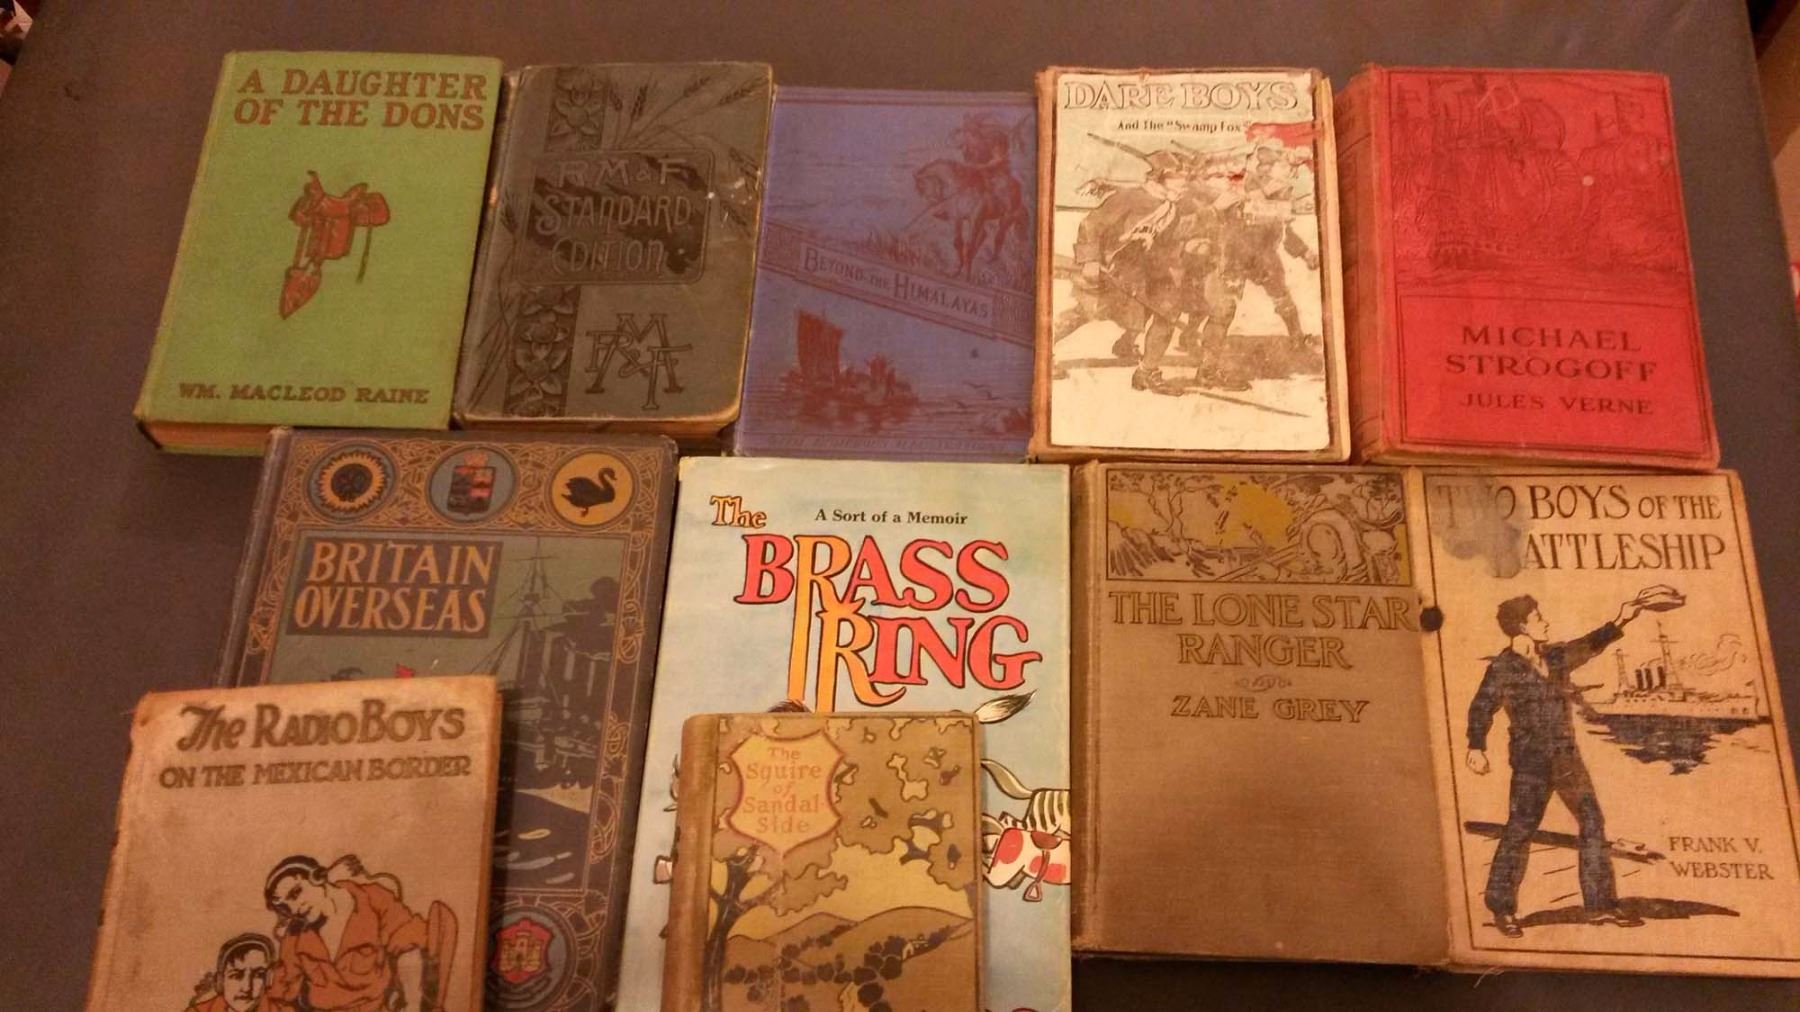 A DAUGHTER
OF THE DONS
WM. MACLEOD RAINE
R M & F
STANDARD
EDITION
RM&F
BEYOND THE HIMALAYAS
DARE BOYS
And The "Swamp Fox"
MICHAEL
STROGOFF
JULES VERNE
BRITAIN
OVERSEAS
The
A Sort of a Memoir
BRASS
RING
THE LONE STAR
RANGER
ZANE GREY
TWO BOYS OF THE
ATTLESHIP
FRANK V.
WEBSTER
The RADIO BOYS
ON THE MEXICAN BORDER
The
Squire
of
Sandal-
Side